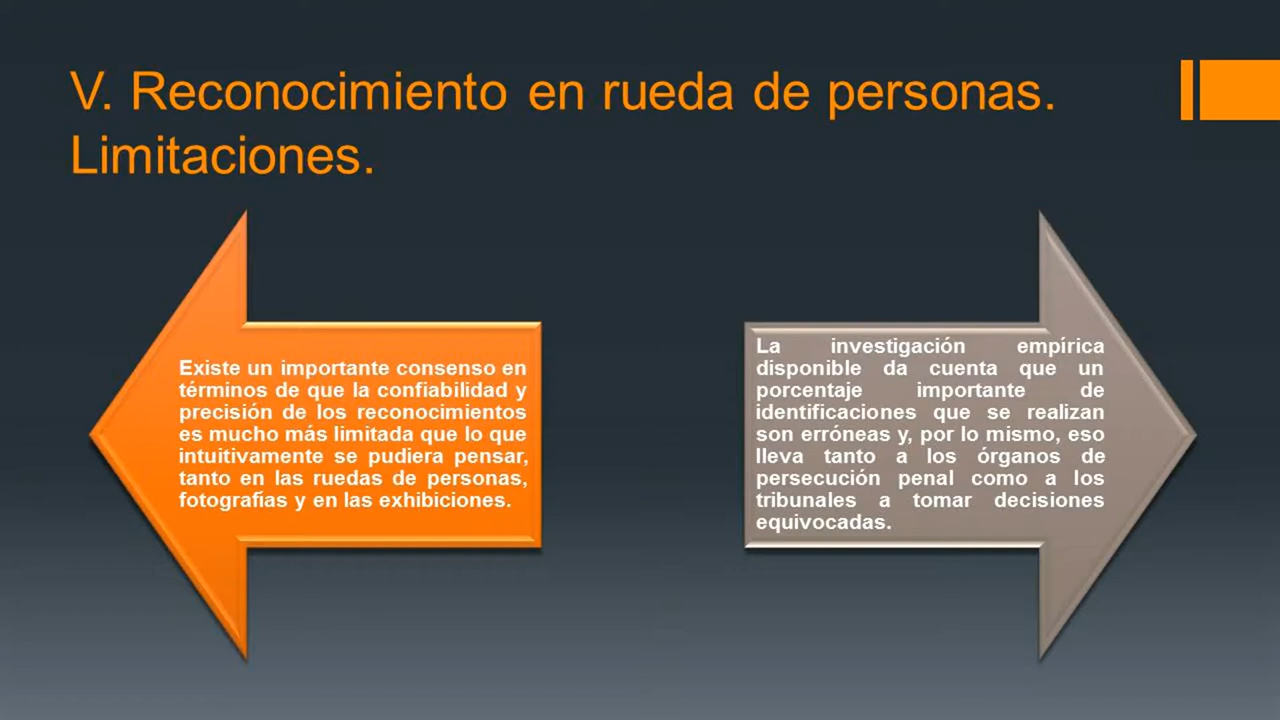 V. Reconocimiento en rueda de personas.
Limitaciones.
Existe un importante consenso en
términos de que la confiabilidad y
precisión de los reconocimientos
es mucho más limitada que lo que
intuitivamente se pudiera pensar,
tanto en las ruedas de personas,
fotografías y en las exhibiciones.
La investigación empírica
disponible da cuenta que un
porcentaje importante de
identificaciones que se realizan
son erróneas y, por lo mismo, eso
lleva tanto a los órganos de
persecución penal como a los
tribunales a tomar decisiones
equivocadas.